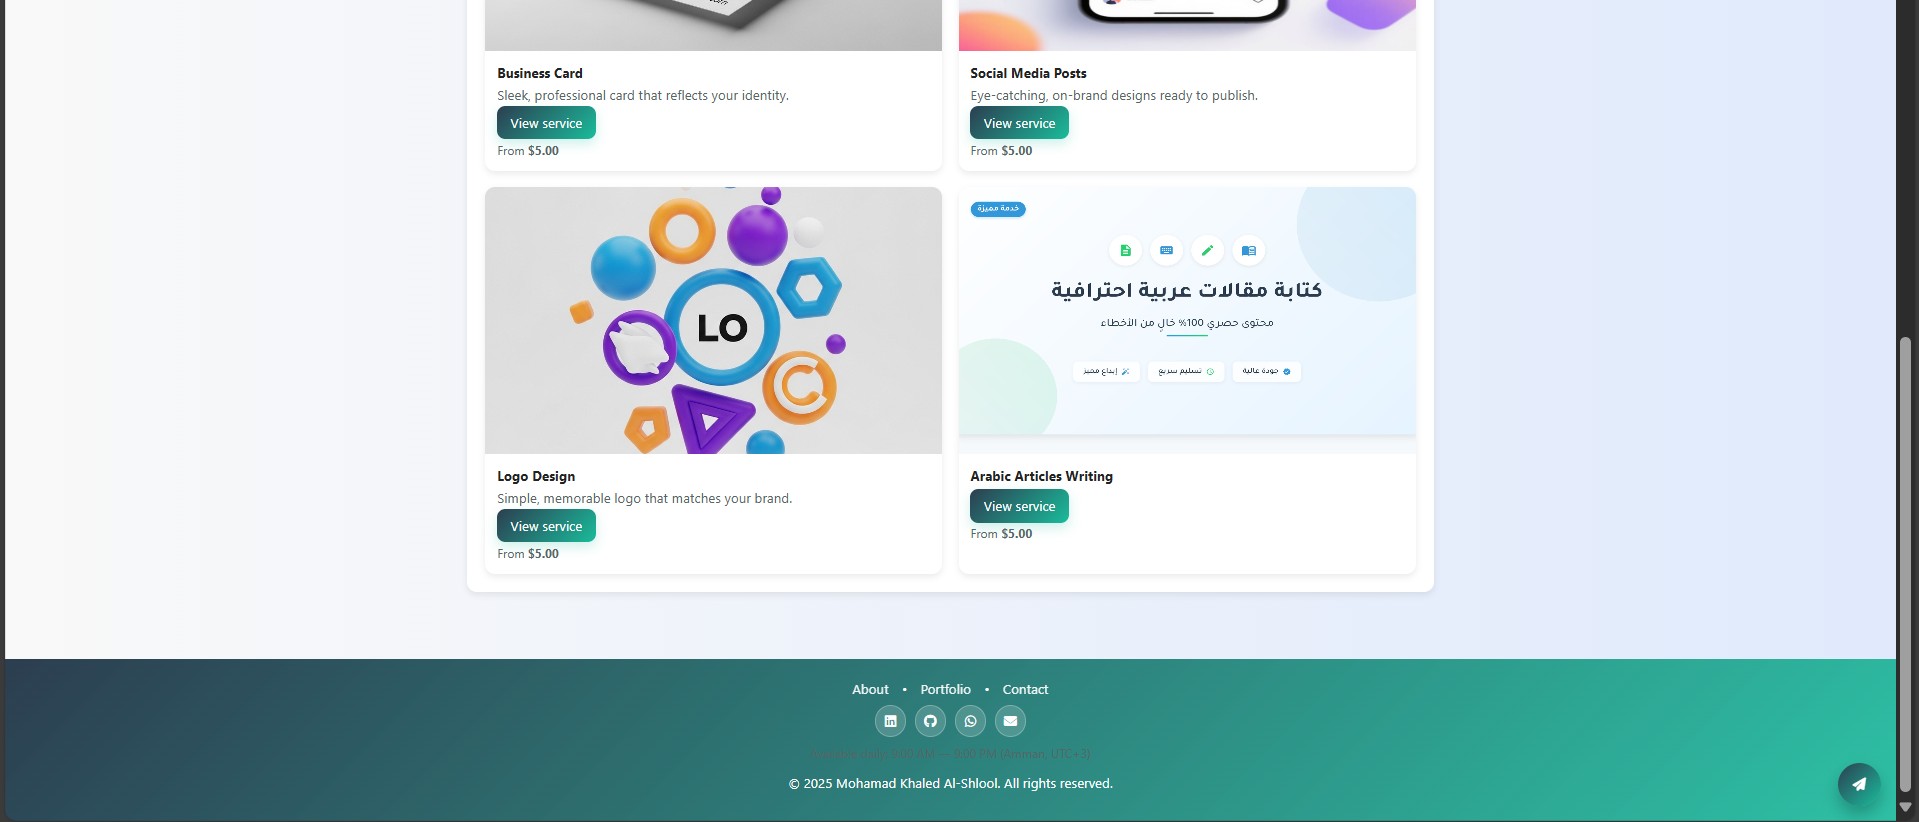 Business Card
Sleek, professional card that reflects your identity.
View service
From $5.00
Social Media Posts
Eye-catching, on-brand designs ready to publish.
View service
From $5.00
LO
Logo Design
Simple, memorable logo that matches your brand.
View service
From $5.00
خدمة مميزة
كتابة مقالات عربية احترافية
محتوى حصري 100% خالٍ من الأخطاء
جودة عالية
تسليم سريع
إبداع مميز
Arabic Articles Writing
View service
From $5.00
About • Portfolio • Contact
PM (Amman, UTC+3)
© 2025 Mohamad Khaled Al-Shlool. All rights reserved.